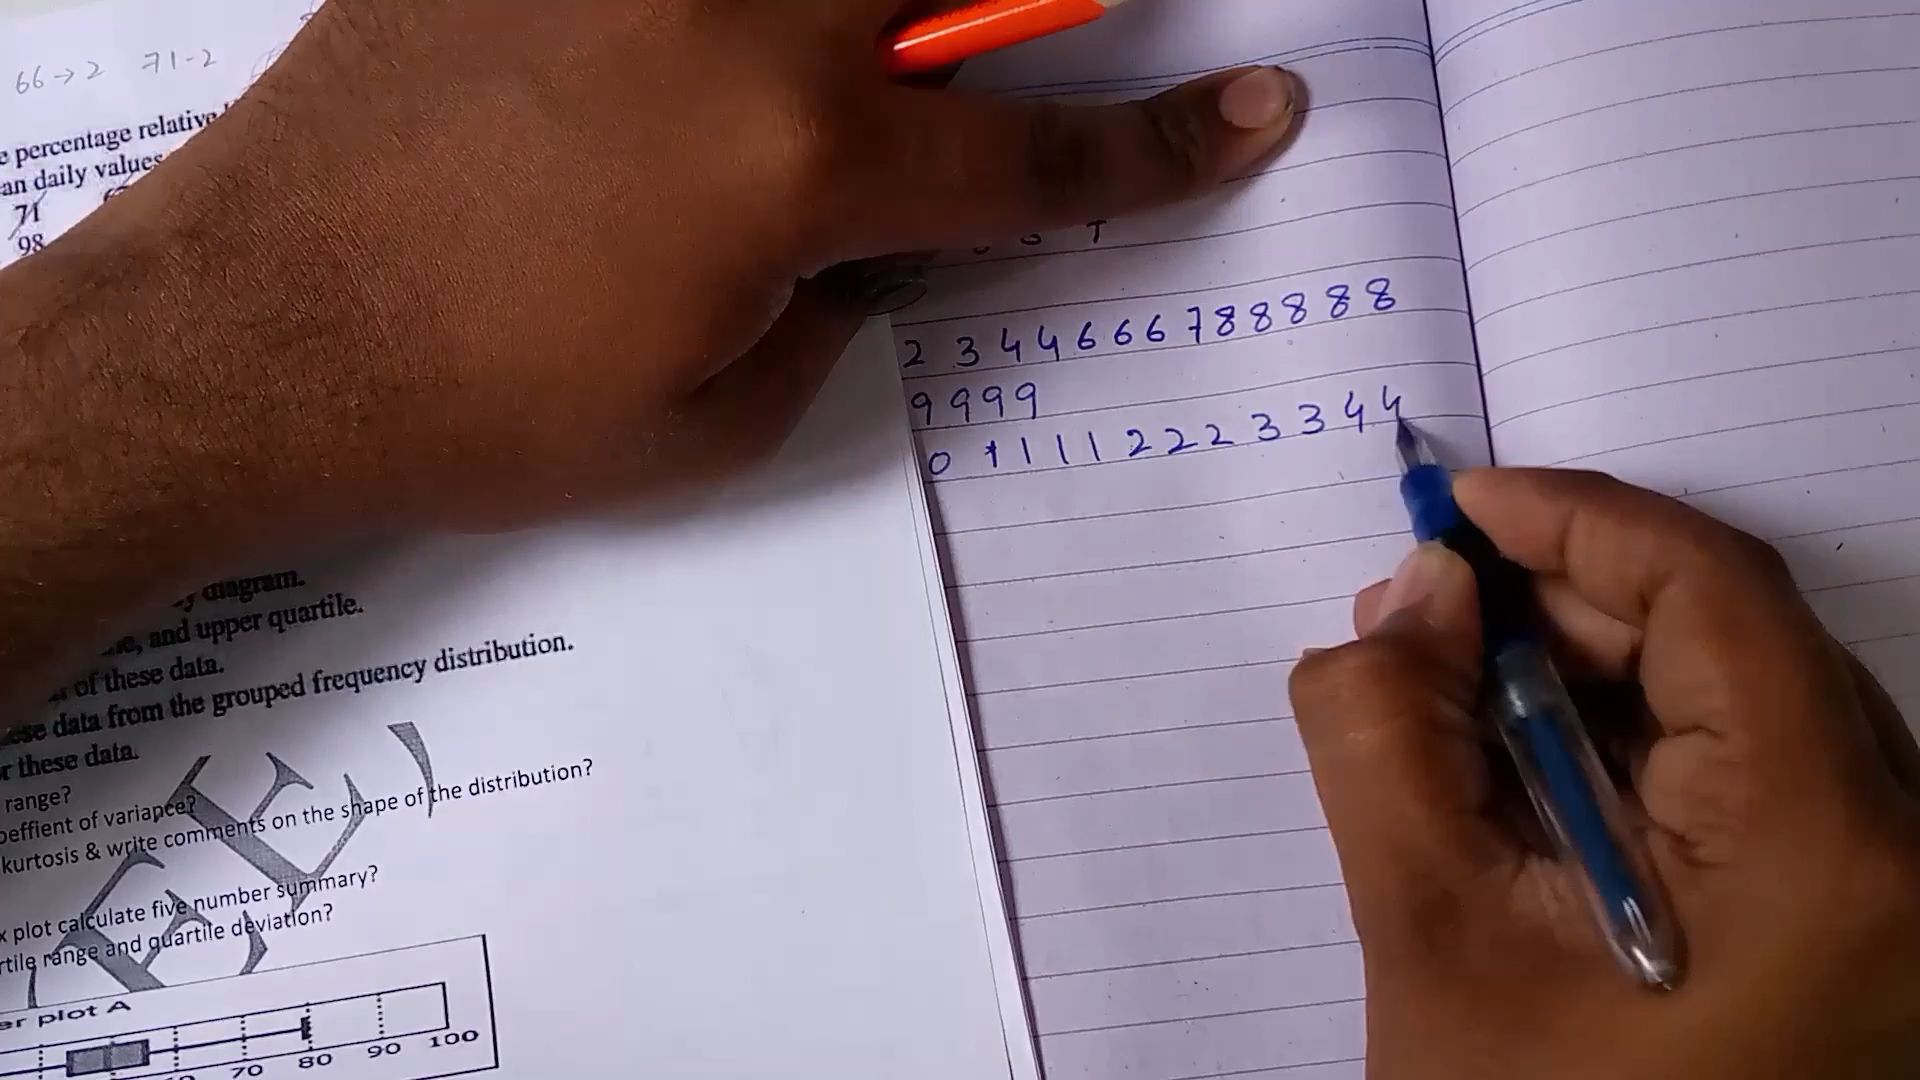 66→2 71-2
percentage relative
an daily values
71
98
diagram.
and upper quartile.
of these data.
data from the grouped frequency distribution.
these data.
range?
of variance?
kurtosis & write comments on the shape of the distribution?
plot calculate five number summary?
range and quartile deviation?
plot A
70 80 90 100
T
2 3 4 4 6 6 6 7 8 8 8 8 8
9 9 9 9
0 1 1 1 1 2 2 2 3 3 4 4